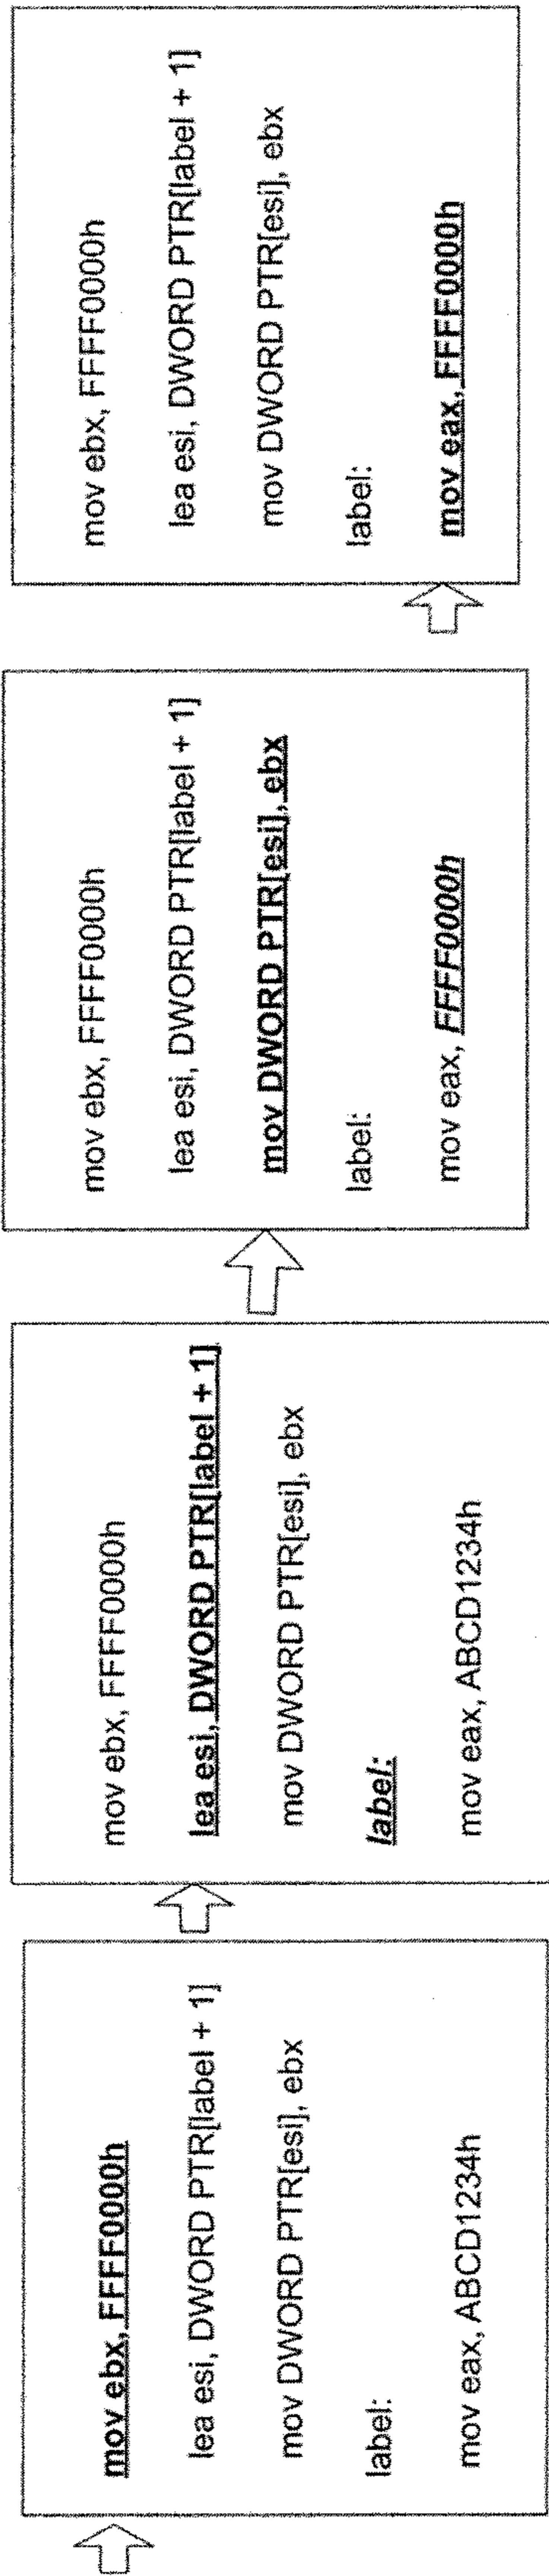 mov ebx, FFFF0000h
lea esi, DWORD PTR[label + 1]
mov DWORD PTR[esi], ebx
label:
mov eax, ABCD1234h
mov ebx, FFFF0000h
lea esi, DWORD PTR[label + 1]
mov DWORD PTR[esi], ebx
label:
mov eax, ABCD1234h
mov ebx, FFFF0000h
lea esi, DWORD PTR[label + 1]
mov DWORD PTR[esi], ebx
label:
mov eax, FFFF0000h
mov ebx, FFFF0000h
lea esi, DWORD PTR[label + 1]
mov DWORD PTR[esi], ebx
label:
mov eax, FFFF0000h